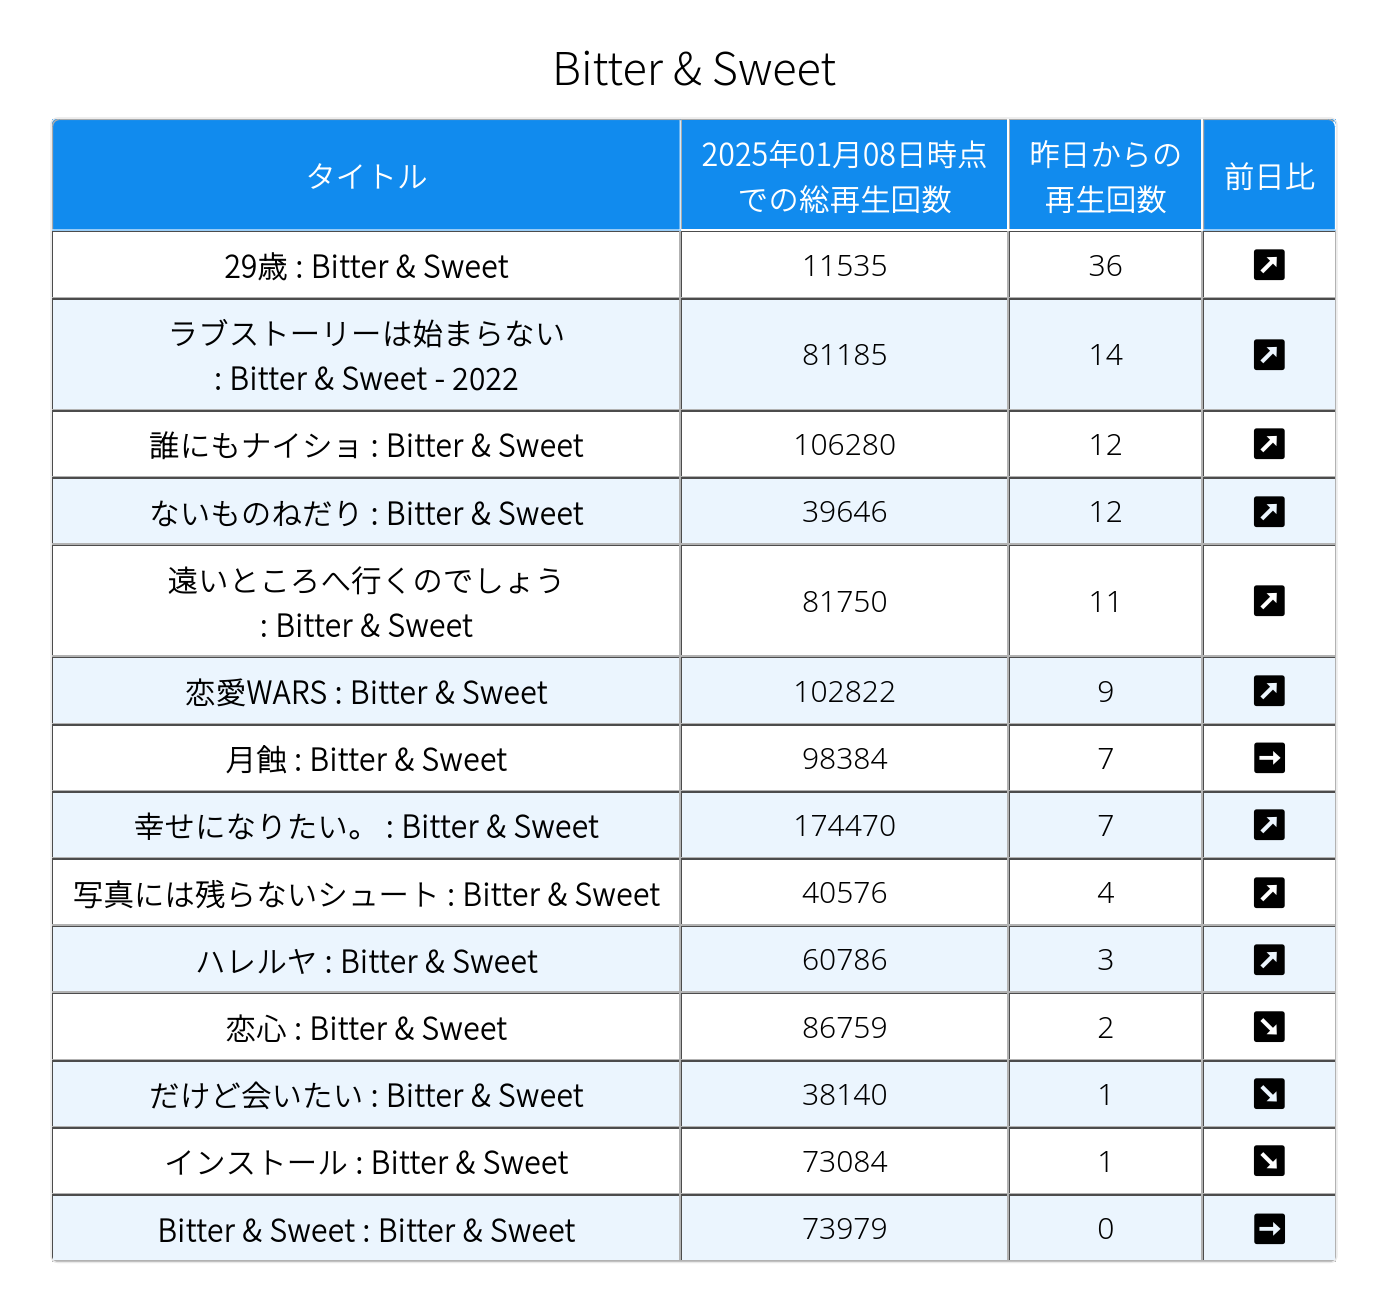 Bitter & Sweet
タイトル
2025年01月08日時点
での総再生回数
昨日からの
再生回数
前日比
29歳 : Bitter & Sweet
11535
36
ラブストーリーは始まらない
: Bitter & Sweet - 2022
81185
14
誰にもナイショ : Bitter & Sweet
106280
12
ないものねだり : Bitter & Sweet
39646
12
遠いところへ行くのでしょう
: Bitter & Sweet
81750
11
恋愛WARS : Bitter & Sweet
102822
9
月蝕 : Bitter & Sweet
98384
7
幸せになりたい。 : Bitter & Sweet
174470
7
写真には残らないシュート : Bitter & Sweet
40576
4
ハレルヤ : Bitter & Sweet
60786
3
恋心 : Bitter & Sweet
86759
2
だけど会いたい : Bitter & Sweet
38140
1
インストール : Bitter & Sweet
73084
1
Bitter & Sweet : Bitter & Sweet
73979
0